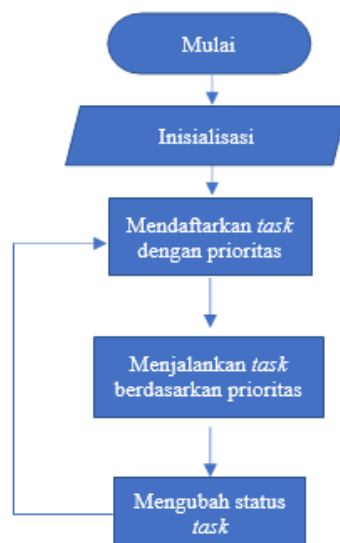 Mulai
Inisialisasi
Mendaftarkan task
dengan prioritas
Menjalankan task
berdasarkan prioritas
Mengubah status
task